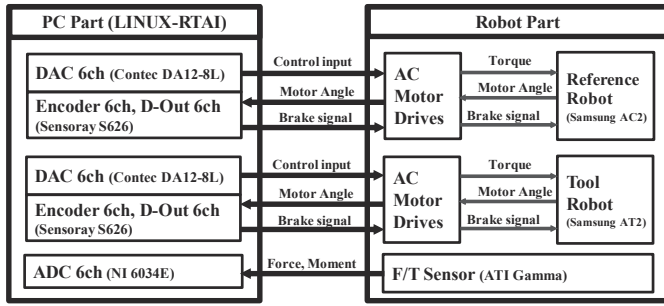 PC Part (LINUX-RTAI)
Robot Part
DAC 6ch (Contec DA12-8L)
Encoder 6ch, D-Out 6ch
(Sensoray S626)
Control input
Motor Angle
Brake signal
AC
Motor
Drives
Torque
Motor Angle
Brake signal
Reference
Robot
(Samsung AC2)
DAC 6ch (Contec DA12-8L)
Encoder 6ch, D-Out 6ch
(Sensoray S626)
Control input
Motor Angle
Brake signal
AC
Motor
Drives
Torque
Motor Angle
Brake signal
Tool
Robot
(Samsung AT2)
ADC 6ch (NI 6034E)
Force, Moment
F/T Sensor (ATI Gamma)